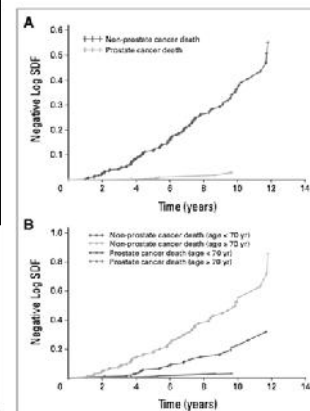 A
0.6
0.5
0.4
0.3
0.2
0.1
Negative Log SDF
Non-prostate cancer death
Prostate cancer death
0 2 4 6 8 10 12 14
Time (years)
B
1.0
0.8
0.6
0.4
0.2
Negative Log SDF
Non-prostate cancer death (age < 70 yr)
Non-prostate cancer death (age ≥ 70 yr)
Prostate cancer death (age < 70 yr)
Prostate cancer death (age ≥ 70 yr)
0 2 4 6 8 10 12 14
Time (years)